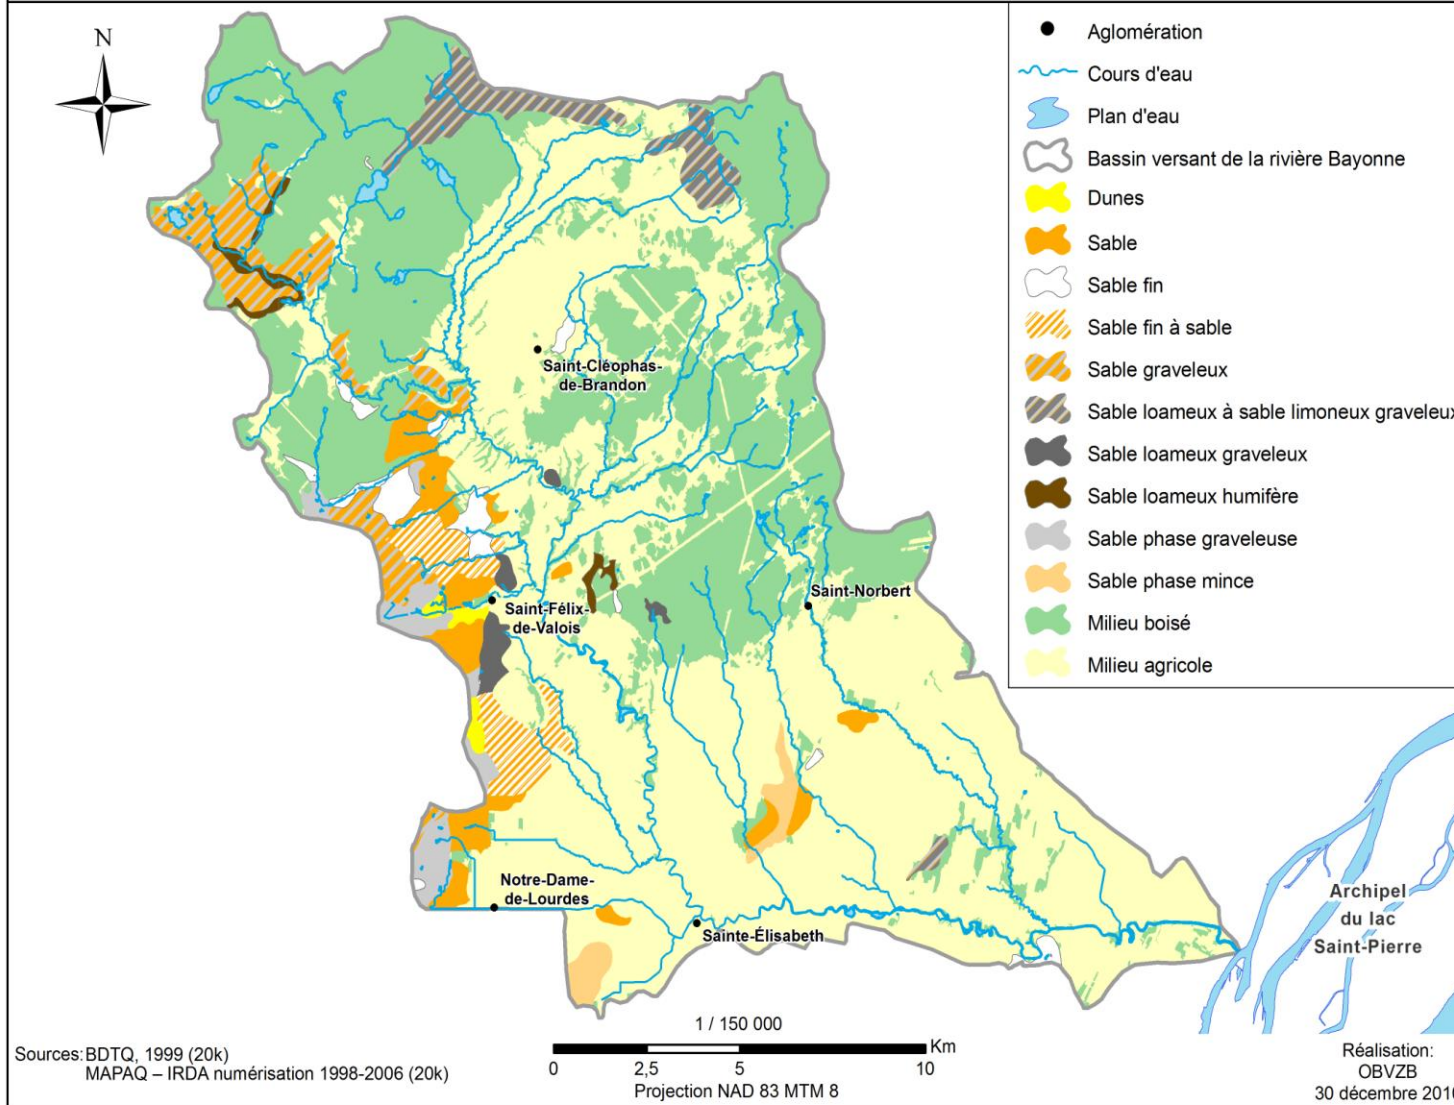 N
Aglomération
Cours d'eau
Plan d'eau
Bassin versant de la rivière Bayonne
Dunes
Sable
Sable fin
Sable fin à sable
Sable graveleux
Sable loameux à sable limoneux graveleux
Sable loameux graveleux
Sable loameux humifère
Sable phase graveleuse
Sable phase mince
Milieu boisé
Milieu agricole
Saint-Cléophas-
de-Brandon
Saint-Félix-
de-Valois
Saint-Norbert
Notre-Dame-
de-Lourdes
Sainte-Élisabeth
Archipel
du lac
Saint-Pierre
1 / 150 000
Km
0 2,5 5 10
Projection NAD 83 MTM 8
Sources: BDTQ, 1999 (20k)
MAPAQ – IRDA numérisation 1998-2006 (20k)
Réalisation:
OBVZB
30 décembre